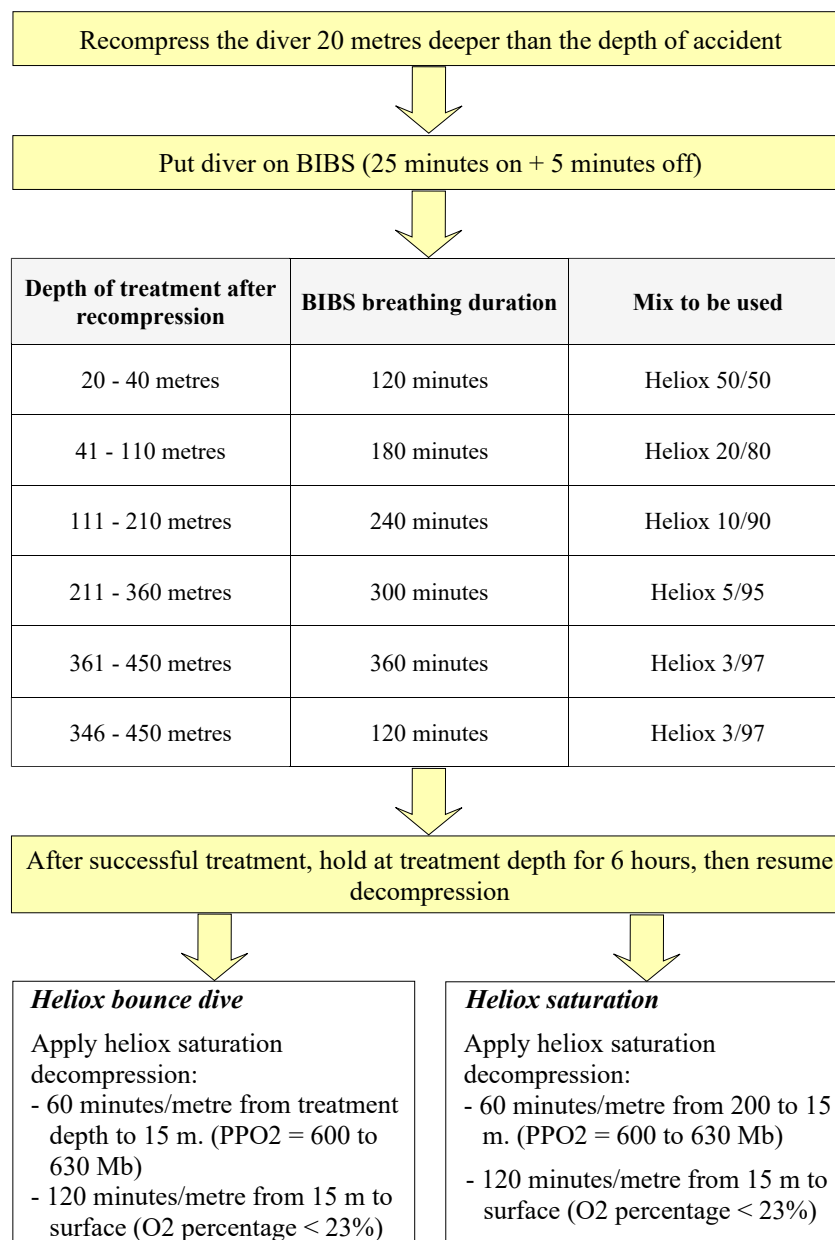 Recompress the diver 20 metres deeper than the depth of accident
Put diver on BIBS (25 minutes on + 5 minutes off)
Depth of treatment after
recompression
BIBS breathing duration
Mix to be used
20 - 40 metres
120 minutes
Heliox 50/50
41 - 110 metres
180 minutes
Heliox 20/80
111 - 210 metres
240 minutes
Heliox 10/90
211 - 360 metres
300 minutes
Heliox 5/95
361 - 450 metres
360 minutes
Heliox 3/97
346 - 450 metres
120 minutes
Heliox 3/97
After successful treatment, hold at treatment depth for 6 hours, then resume
decompression
Heliox bounce dive
Apply heliox saturation
decompression:
- 60 minutes/metre from treatment
depth to 15 m. (PPO2 = 600 to
630 Mb)
- 120 minutes/metre from 15 m to
surface (O2 percentage < 23%)
Heliox saturation
Apply heliox saturation
decompression:
- 60 minutes/metre from 200 to 15
m. (PPO2 = 600 to 630 Mb)
- 120 minutes/metre from 15 m to
surface (O2 percentage < 23%)